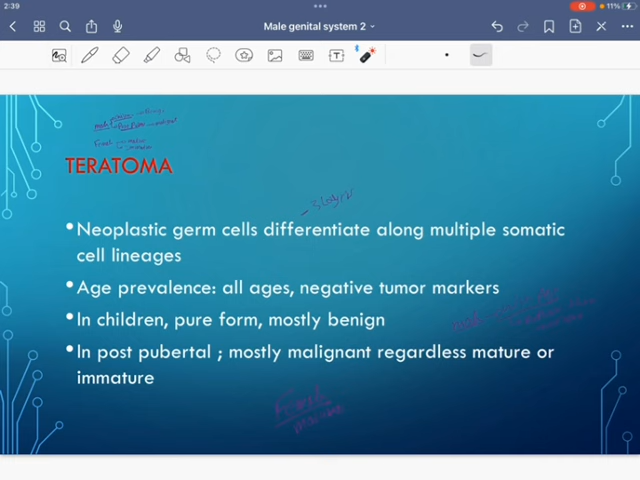 2:39
11%
Male genital system 2
TERATOMA
Neoplastic germ cells differentiate along multiple somatic
cell lineages
Age prevalence: all ages, negative tumor markers
In children, pure form, mostly benign
In post pubertal ; mostly malignant regardless mature or
immature